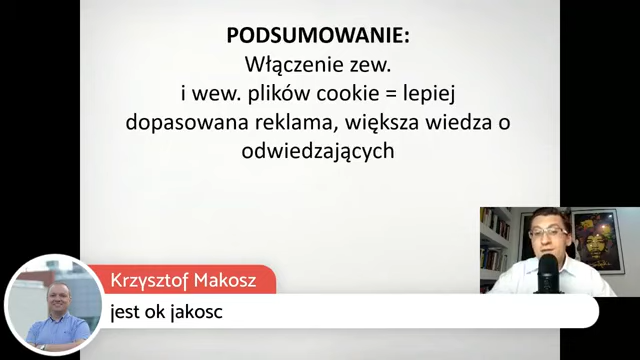 PODSUMOWANIE:
Włączenie zew.
i wew. plików cookie = lepiej
dopasowana reklama, większa wiedza o
odwiedzających
Krzysztof Makosz
jest ok jakosc